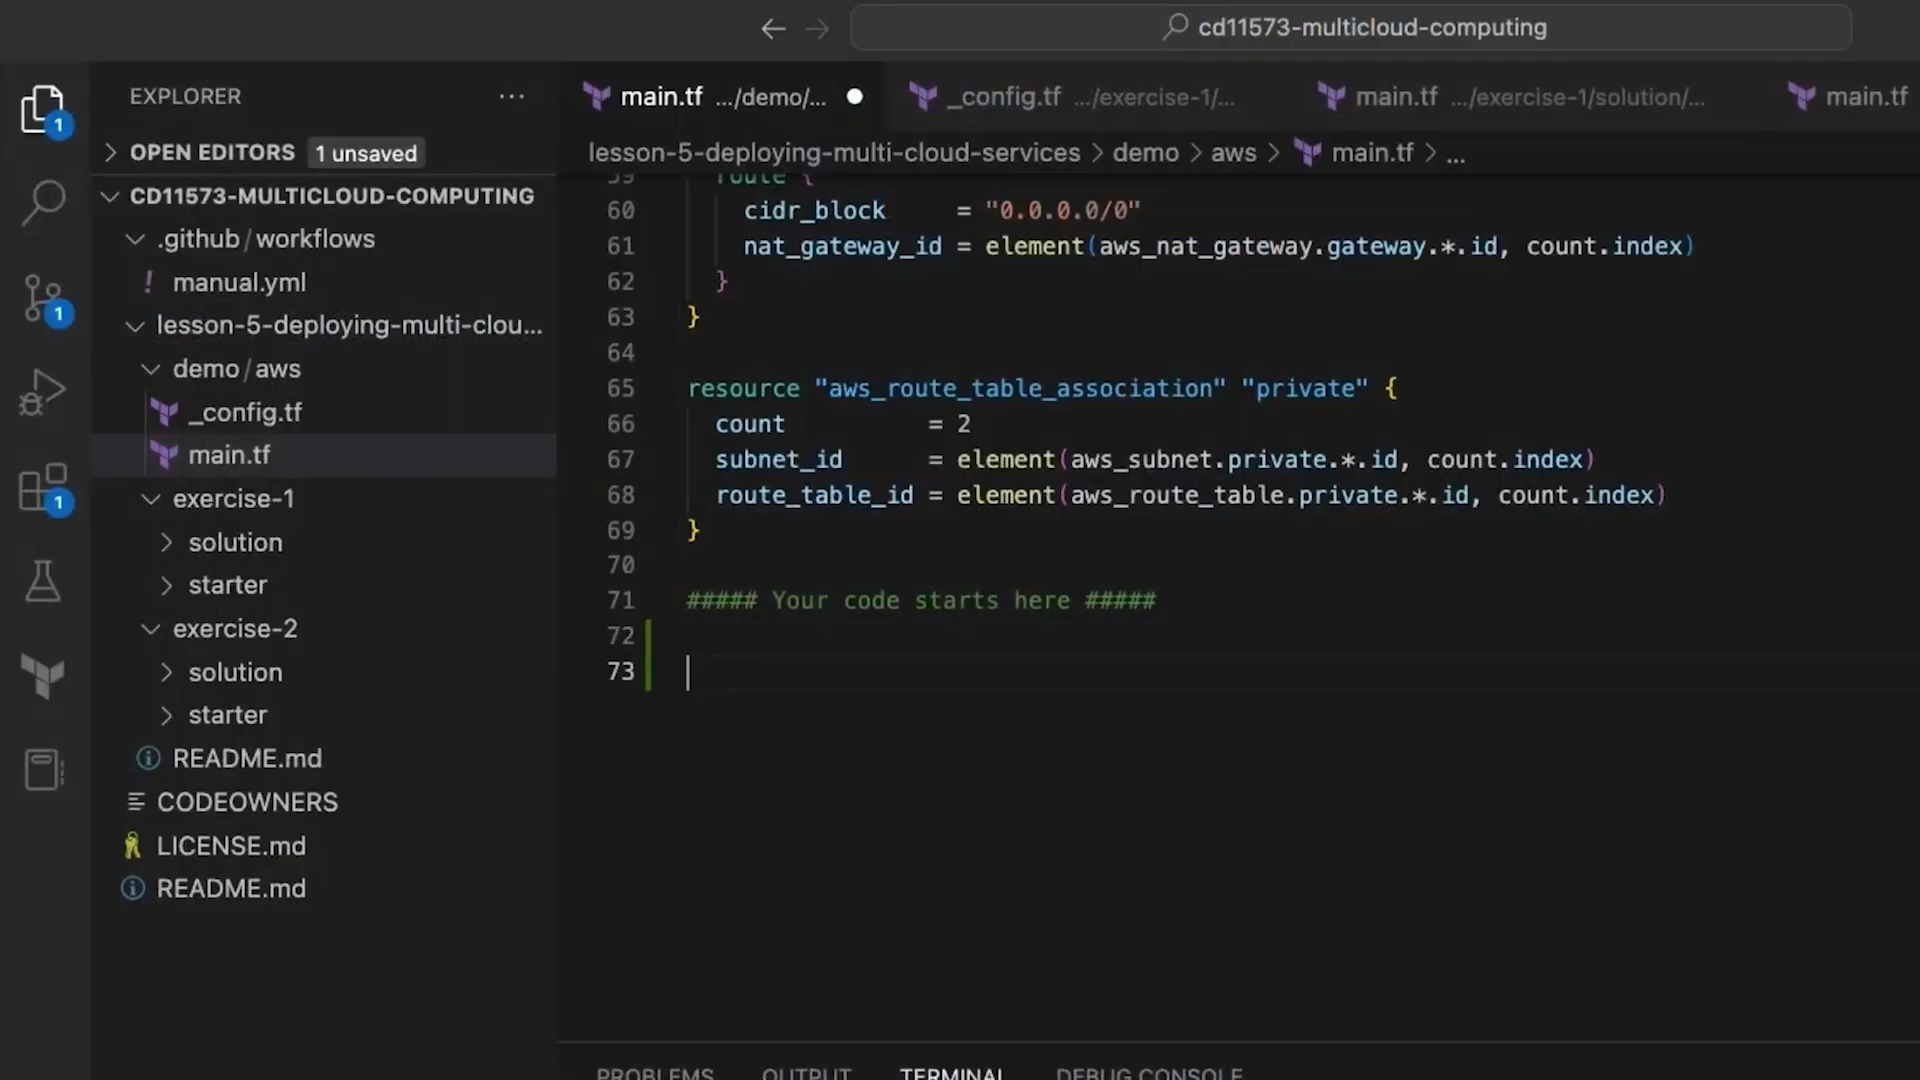 cd11573-multicloud-computing
EXPLORER
main.tf .../demo/...
_config.tf .../exercise-1/...
main.tf .../exercise-1/solution/...
main.tf
1
OPEN EDITORS 1 unsaved
lesson-5-deploying-multi-cloud-services > demo > aws > main.tf > ...
CD11573-MULTICLOUD-COMPUTING
.github/workflows
! manual.yml
lesson-5-deploying-multi-clou...
1
demo/aws
_config.tf
main.tf
exercise-1
1
solution
starter
exercise-2
solution
starter
README.md
CODEOWNERS
LICENSE.md
README.md
59 route {
60 cidr_block = "0.0.0.0/0"
61 nat_gateway_id = element(aws_nat_gateway.gateway.*.id, count.index)
62 }
63 }
64
65 resource "aws_route_table_association" "private" {
66 count = 2
67 subnet_id = element(aws_subnet.private.*.id, count.index)
68 route_table_id = element(aws_route_table.private.*.id, count.index)
69 }
70
71 ##### Your code starts here #####
72
73
PROBLEMS OUTPUT TERMINAL DEBUG CONSOLE